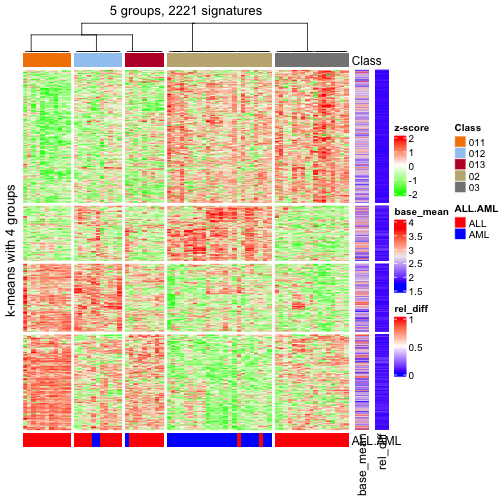 5 groups, 2221 signatures
Class
k-means with 4 groups
z-score
2
1
0
-1
-2
Class
011
012
013
02
03
base_mean
4
3.5
3
2.5
2
1.5
ALL.AML
ALL
AML
rel_diff
1
0.5
0
ALL.AML
base_mean
rel_diff